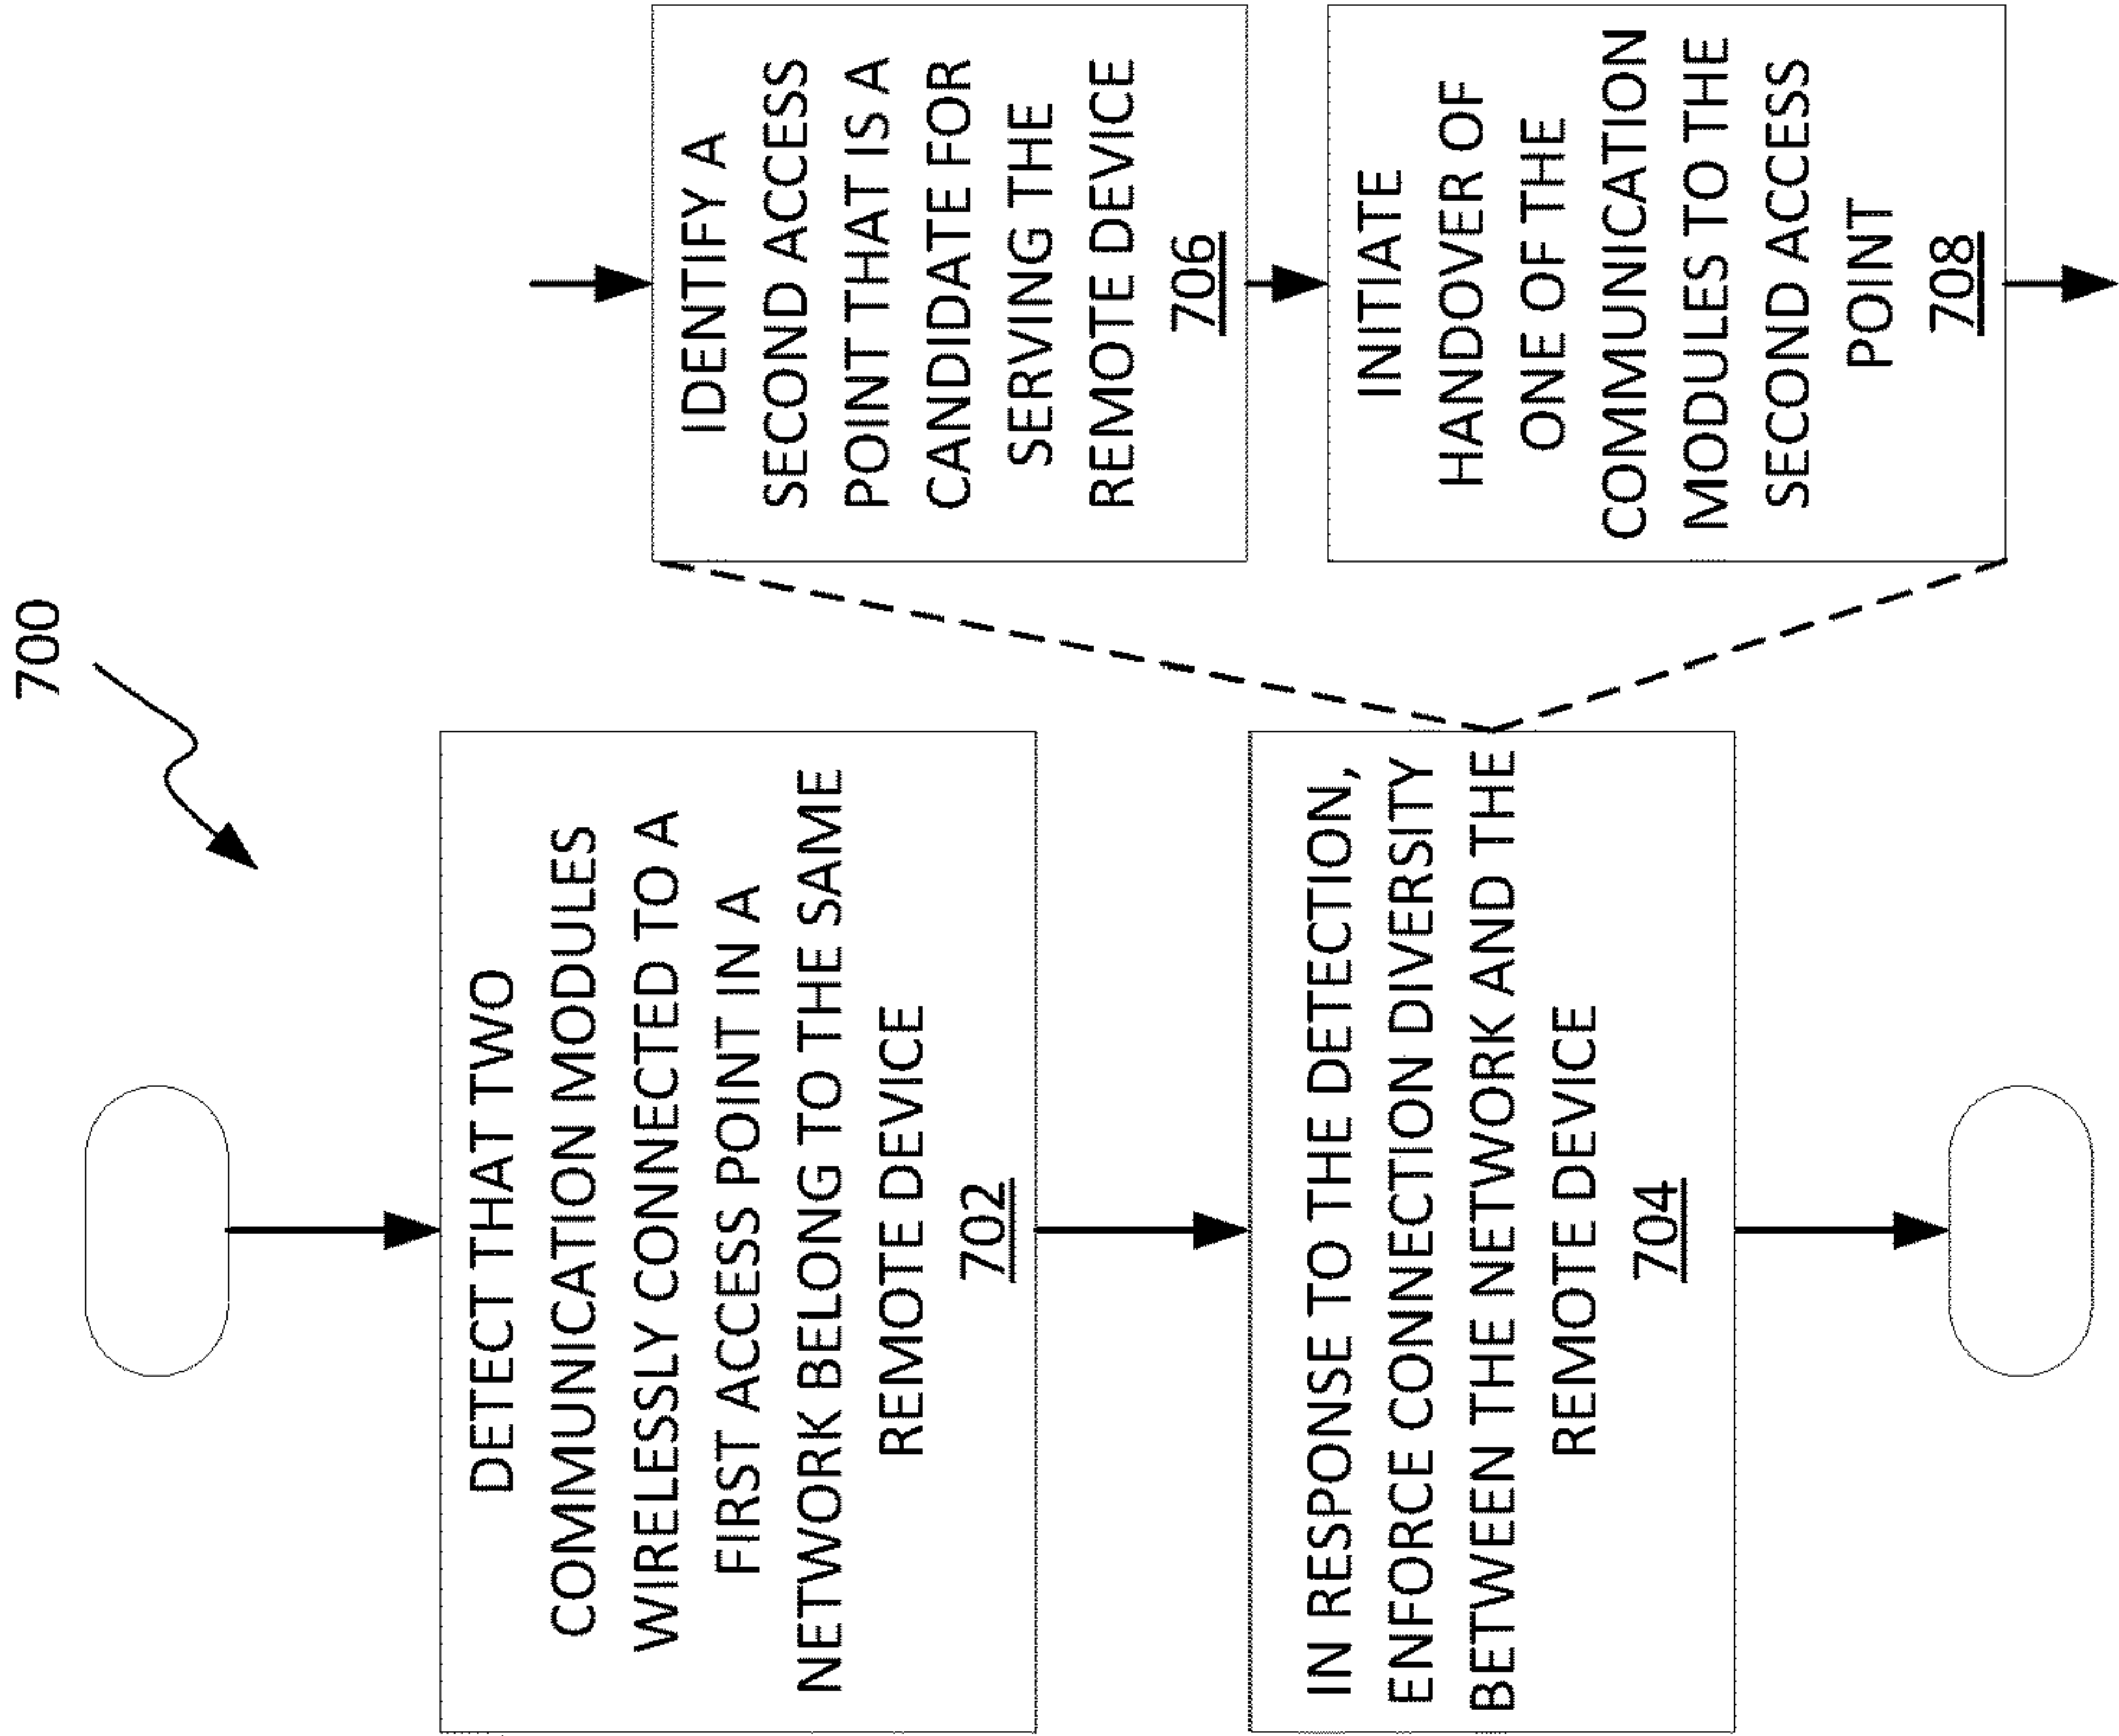 700
DETECT THAT TWO
COMMUNICATION MODULES
WIRELESSLY CONNECTED TO A
FIRST ACCESS POINT IN A
NETWORK BELONG TO THE SAME
REMOTE DEVICE
702
IN RESPONSE TO THE DETECTION,
ENFORCE CONNECTION DIVERSITY
BETWEEN THE NETWORK AND THE
REMOTE DEVICE
704
IDENTIFY A
SECOND ACCESS
POINT THAT IS A
CANDIDATE FOR
SERVING THE
REMOTE DEVICE
706
INITIATE
HANDOVER OF
ONE OF THE
COMMUNICATION
MODULES TO THE
SECOND ACCESS
POINT
708